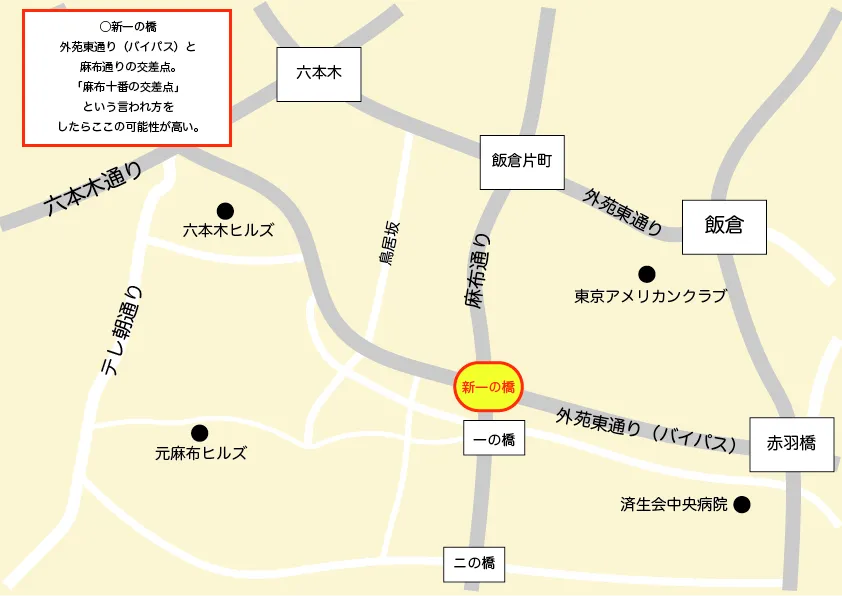 ○新一の橋
外苑東通り（バイパス）と
麻布通りの交差点。
「麻布十番の交差点」
という言われ方を
したらここの可能性が高い。
六本木
飯倉片町
六本木通り
外苑東通り
飯倉
六本木ヒルズ
鳥居坂
麻布通り
東京アメリカンクラブ
テレ朝通り
新一の橋
外苑東通り（バイパス）
一の橋
赤羽橋
元麻布ヒルズ
済生会中央病院
二の橋